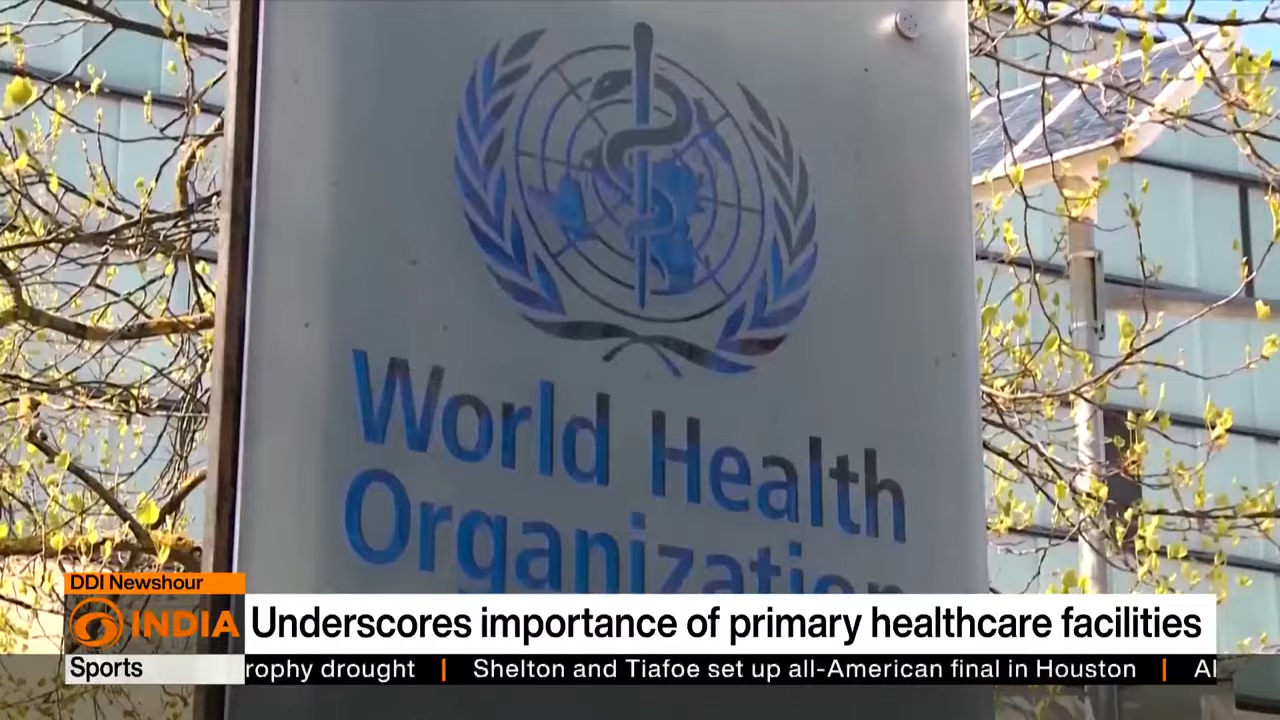 World Health
Organization
DDI Newshour
INDIA
Underscores importance of primary healthcare facilities
Sports
rophy drought | Shelton and Tiafoe set up all-American final in Houston | Al